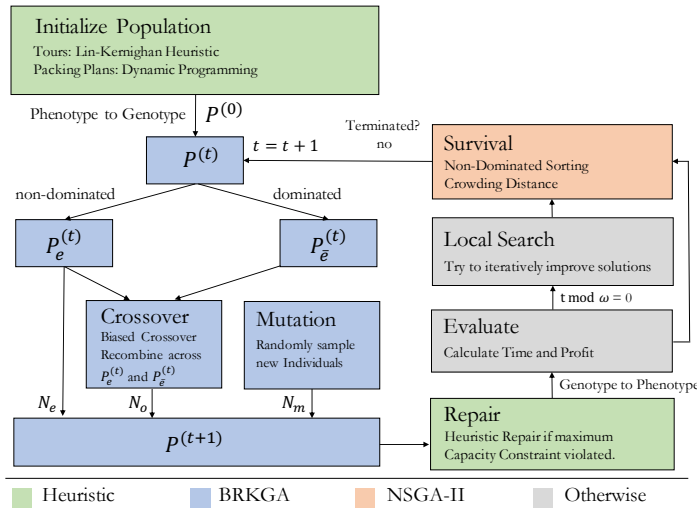 Initialize Population
Tours: Lin-Kernighan Heuristic
Packing Plans: Dynamic Programming
Phenotype to Genotype
P^(0)
P^(t)
t = t + 1
Terminated?
no
non-dominated
dominated
P_e^(t)
P_ē^(t)
Crossover
Biased Crossover
Recombine across
P_e^(t) and P_ē^(t)
Mutation
Randomly sample
new Individuals
N_e
N_o
N_m
P^(t+1)
Survival
Non-Dominated Sorting
Crowding Distance
Local Search
Try to iteratively improve solutions
t mod ω = 0
Evaluate
Calculate Time and Profit
Genotype to Phenotype
Repair
Heuristic Repair if maximum
Capacity Constraint violated.
Heuristic
BRKGA
NSGA-II
Otherwise